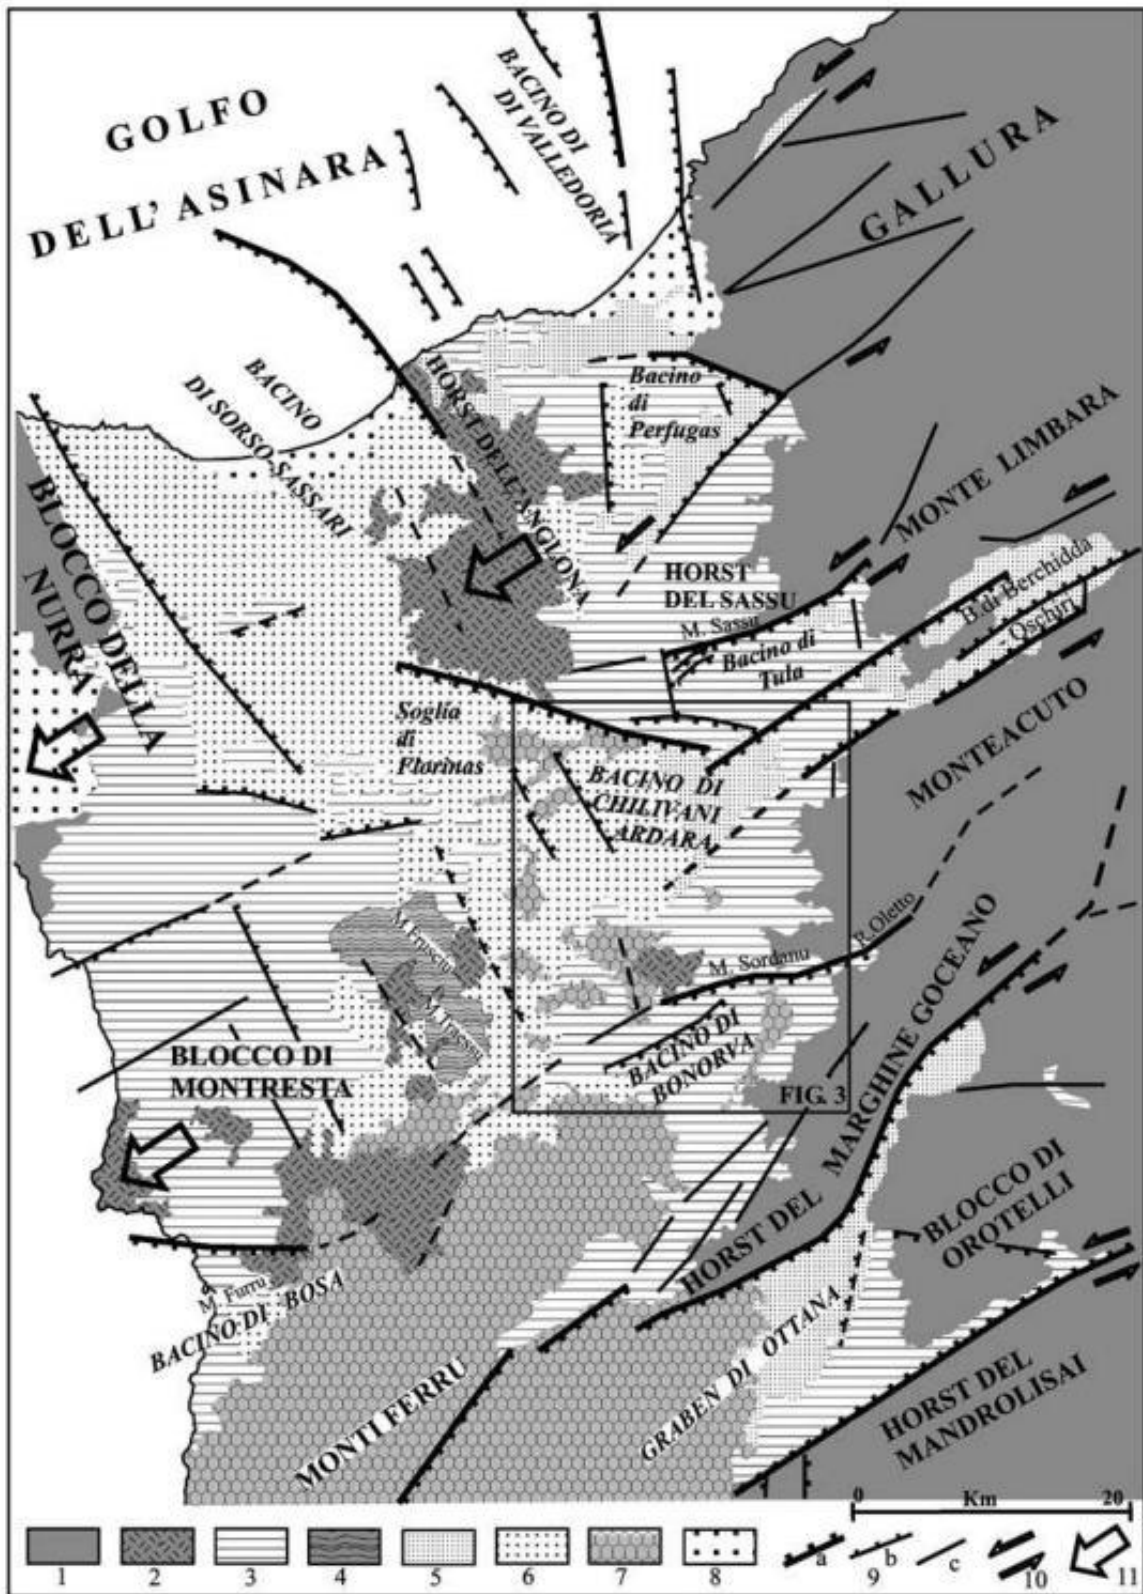 GOLFO
DELL'ASINARA
BACINO DI
DI VALLEDORIA
GALLURA
BACINO
DI SORSO-SASSARI
HORST DELL'ANGLONA
Bacino
di
Perfugas
MONTE LIMBARA
BLOCCO DELLA
NURRA
HORST
DEL SASSU
M. Sassu
Bacino di
Tula
B. di Berchidda
Oschiri
Soglia
di
Florinas
MONTEACUTO
BACINO DI
CHILIVANI
ARDARA
M. Sordanu
R. Oletto
BLOCCO DI
MONTRESTA
BACINO DI
BONORVA
FIG. 3
HORST DEL
MARGHINE GOCEANO
BLOCCO DI
OROTELLI
M. Furru
BACINO DI BOSA
MONTI FERRU
GRABEN DI OTTANA
HORST DEL
MANDROLISAI
0 Km 20
a b c
1 2 3 4 5 6 7 8 9 10 11